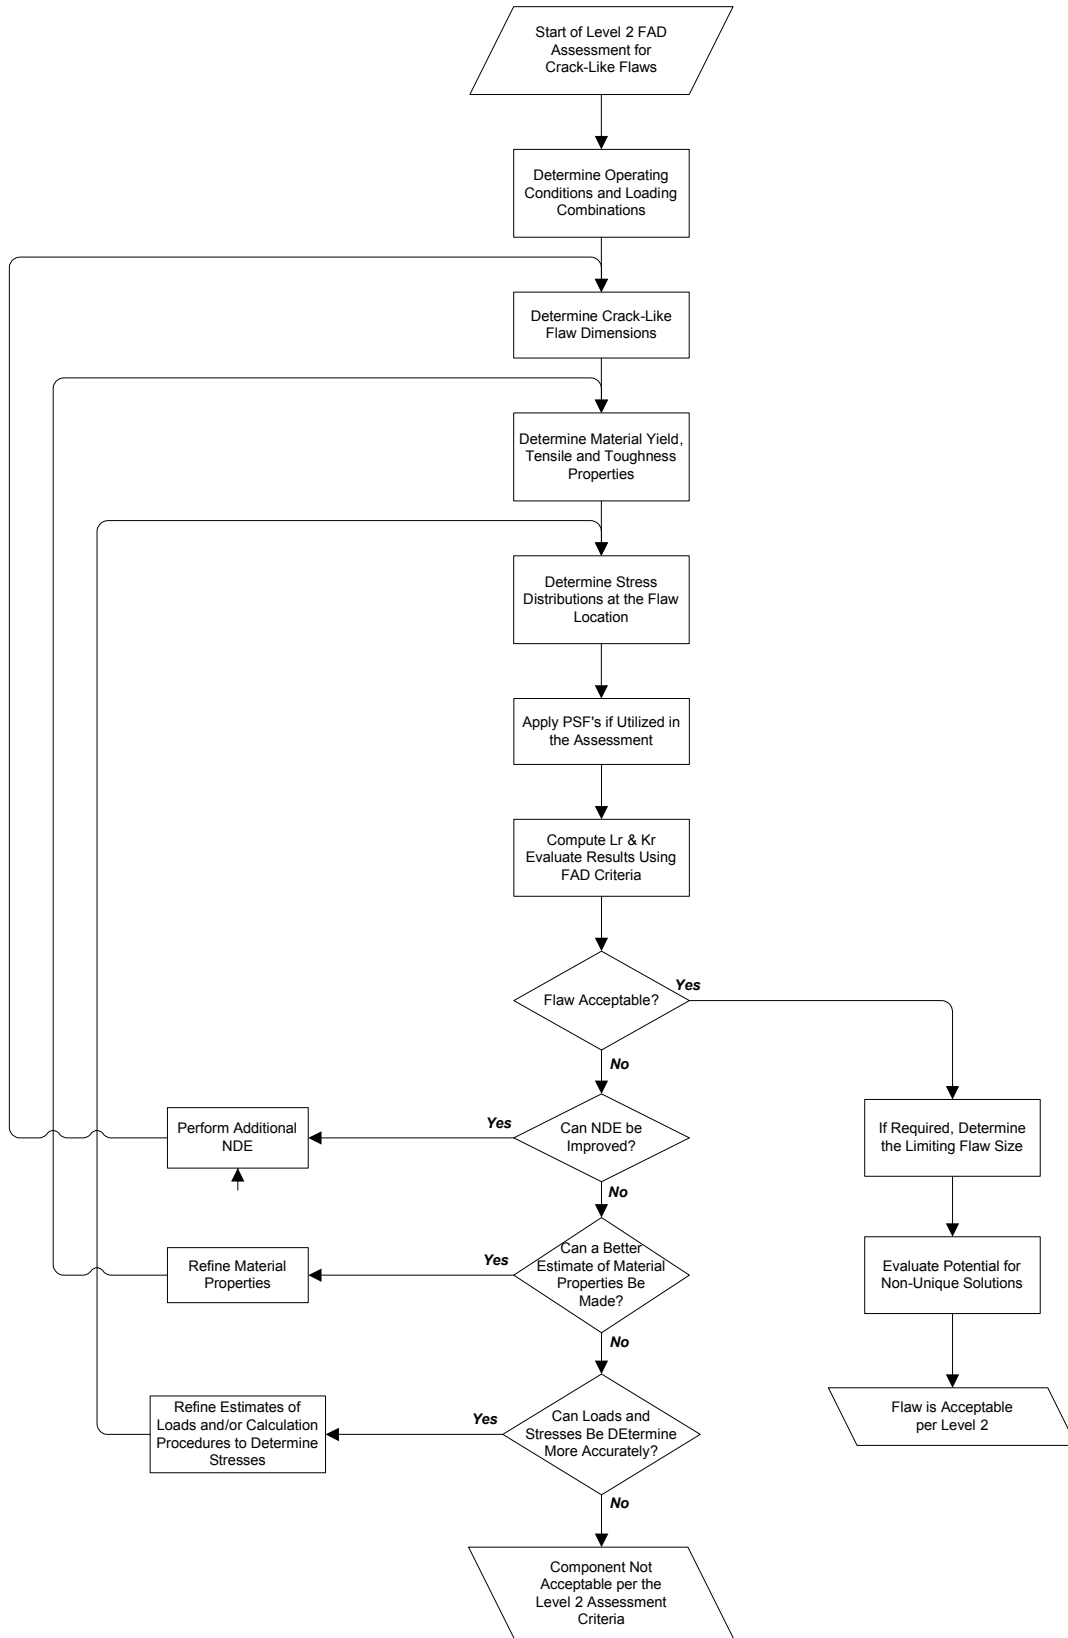 Start of Level 2 FAD
Assessment for
Crack-Like Flaws
Determine Operating
Conditions and Loading
Combinations
Determine Crack-Like
Flaw Dimensions
Determine Material Yield,
Tensile and Toughness
Properties
Determine Stress
Distributions at the Flaw
Location
Apply PSF's if Utilized in
the Assessment
Compute Lr & Kr
Evaluate Results Using
FAD Criteria
Flaw Acceptable?
Yes
No
Can NDE be
Improved?
Yes
Perform Additional
NDE
No
Can a Better
Estimate of Material
Properties Be
Made?
Yes
Refine Material
Properties
No
Can Loads and
Stresses Be DEtermine
More Accurately?
Yes
Refine Estimates of
Loads and/or Calculation
Procedures to Determine
Stresses
No
Component Not
Acceptable per the
Level 2 Assessment
Criteria
If Required, Determine
the Limiting Flaw Size
Evaluate Potential for
Non-Unique Solutions
Flaw is Acceptable
per Level 2